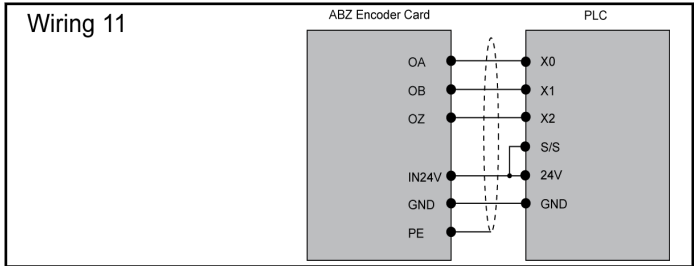 Wiring 11
ABZ Encoder Card
PLC
OA
X0
OB
X1
OZ
X2
S/S
IN24V
24V
GND
GND
PE